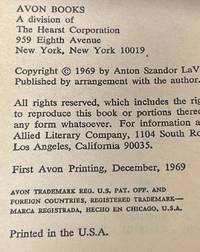 AVON BOOKS
A division of
The Hearst Corporation
959 Eighth Avenue
New York, New York 10019
Copyright © 1969 by Anton Szandor LaV
Published by arrangement with the author.
All rights reserved, which includes the rig
to reproduce this book or portions there
any form whatsoever. For information a
Allied Literary Company, 1104 South Ro
Los Angeles, California 90035.
First Avon Printing, December, 1969
AVON TRADEMARK REG. U.S. PAT. OFF. AND
FOREIGN COUNTRIES, REGISTERED TRADEMARK—
MARCA REGISTRADA, HECHO EN CHICAGO, U.S.A.
Printed in the U.S.A.